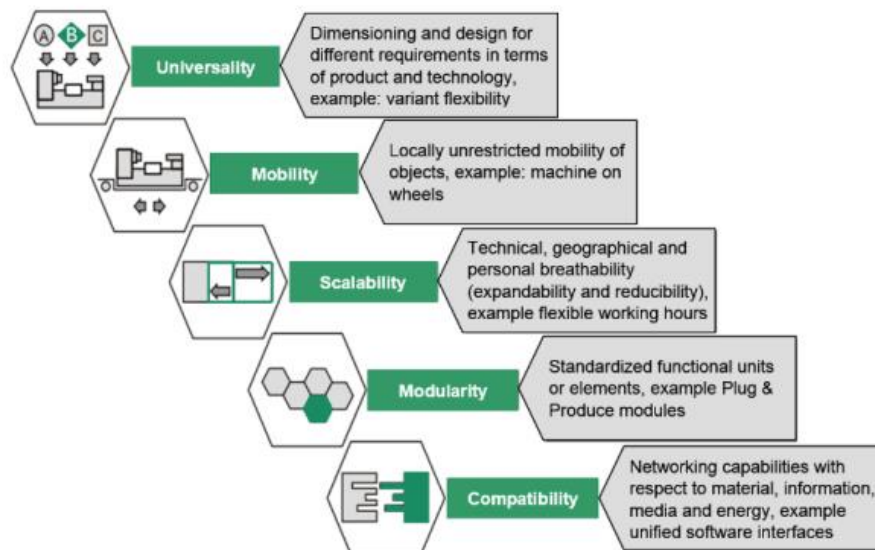 A B C
Universality
Dimensioning and design for
different requirements in terms
of product and technology,
example: variant flexibility
Mobility
Locally unrestricted mobility of
objects, example: machine on
wheels
Scalability
Technical, geographical and
personal breathability
(expandability and reducibility),
example flexible working hours
Modularity
Standardized functional units
or elements, example Plug &
Produce modules
Compatibility
Networking capabilities with
respect to material, information,
media and energy, example
unified software interfaces